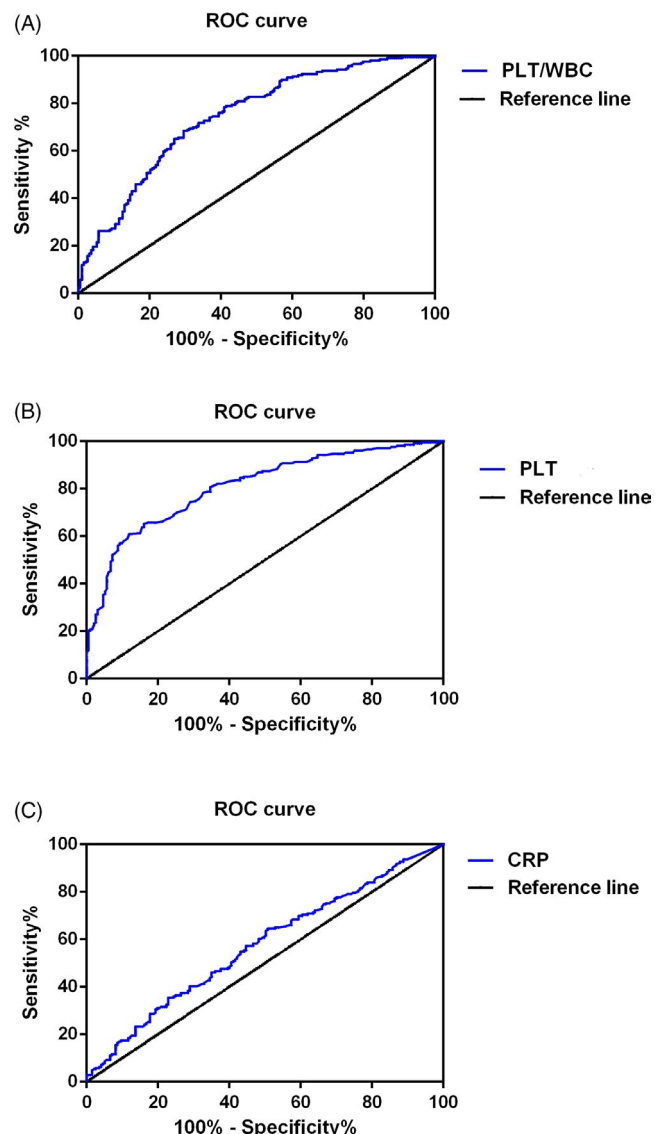 (A)
ROC curve
100
80
60
40
20
0
Sensitivity %
0 20 40 60 80 100
100% - Specificity%
PLT/WBC
Reference line
(B)
ROC curve
100
80
60
40
20
0
Sensitivity%
0 20 40 60 80 100
100% - Specificity%
PLT
Reference line
(C)
ROC curve
100
80
60
40
20
0
Sensitivity%
0 20 40 60 80 100
100% - Specificity%
CRP
Reference line